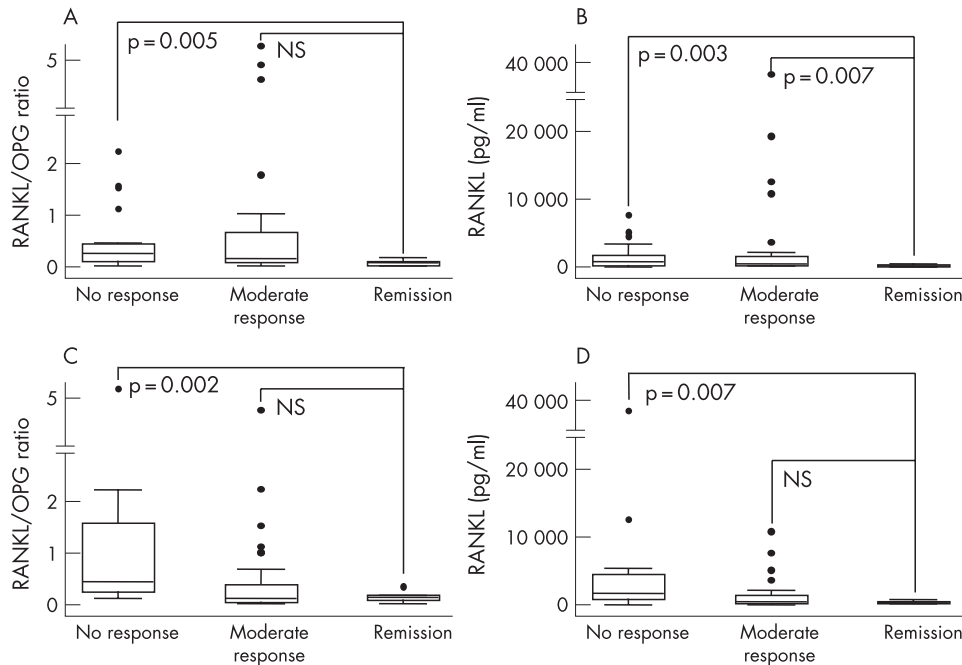 A
p = 0.005
NS
5
2
1
0
RANKL/OPG ratio
No response
Moderate
response
Remission
B
p = 0.003
p = 0.007
40 000
20 000
10 000
0
RANKL (pg/ml)
No response
Moderate
response
Remission
C
p = 0.002
NS
5
2
1
0
RANKL/OPG ratio
No response
Moderate
response
Remission
D
p = 0.007
NS
40 000
20 000
10 000
0
RANKL (pg/ml)
No response
Moderate
response
Remission